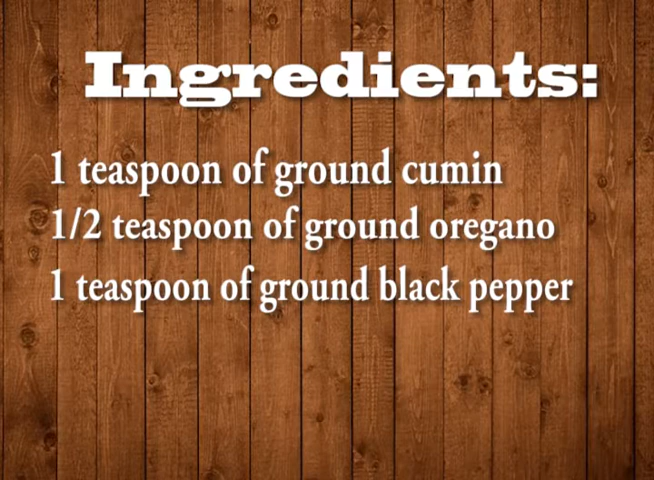 Ingredients:
1 teaspoon of ground cumin
1/2 teaspoon of ground oregano
1 teaspoon of ground black pepper